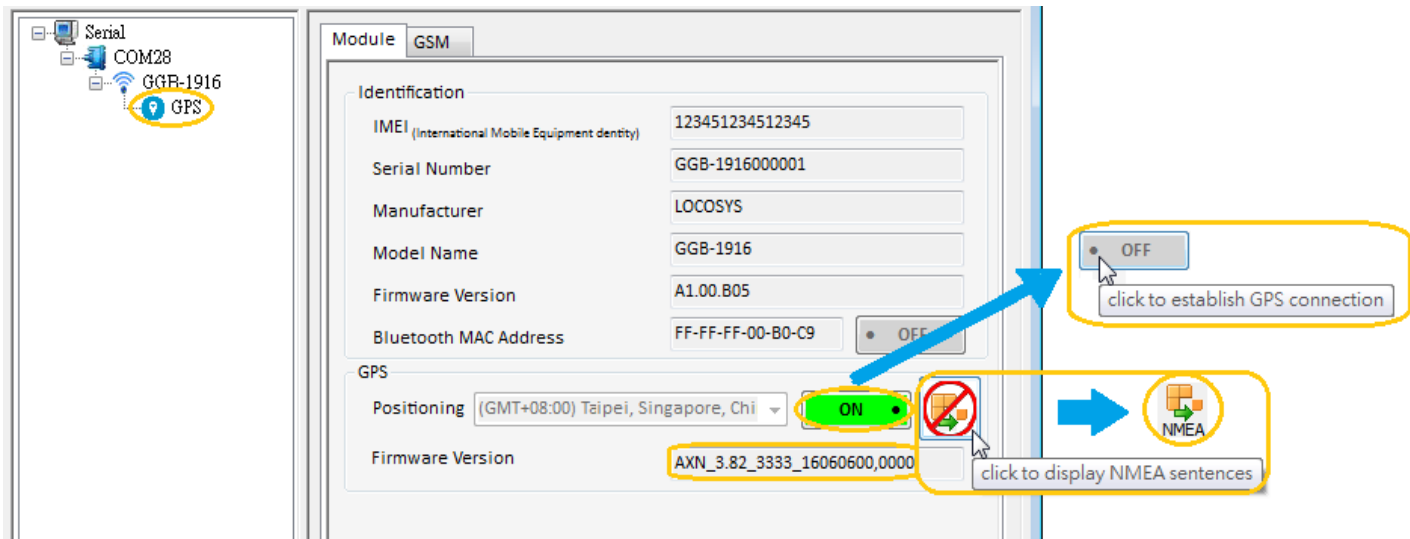 Serial
COM28
GGB-1916
GPS
Module
GSM
Identification
IMEI (International Mobile Equipment dentity)
123451234512345
Serial Number
GGB-1916000001
Manufacturer
LOCOSYS
Model Name
GGB-1916
Firmware Version
A1.00.B05
Bluetooth MAC Address
FF-FF-FF-00-B0-C9
OFF
GPS
Positioning
(GMT+08:00) Taipei, Singapore, Chi
ON
Firmware Version
AXN_3.82_3333_16060600,0000
OFF
click to establish GPS connection
NMEA
click to display NMEA sentences